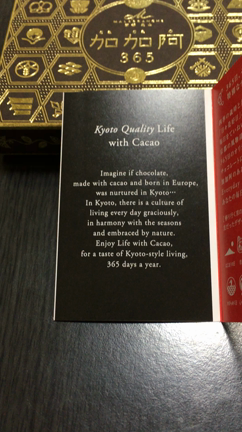 加加阿
365
Kyoto Quality Life
with Cacao
Imagine if chocolate,
made with cacao and born in Europe,
was nurtured in Kyoto…
In Kyoto, there is a culture of
living every day graciously,
in harmony with the seasons
and embraced by nature.
Enjoy Life with Cacao,
for a taste of Kyoto-style living,
365 days a year.